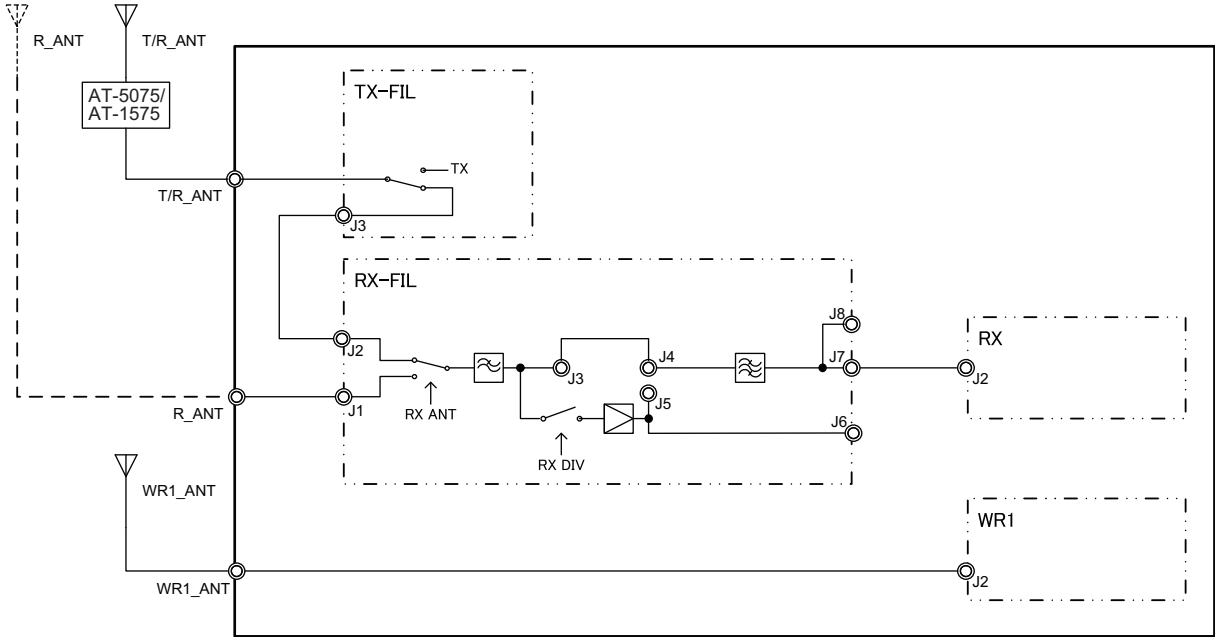 R_ANT
T/R_ANT
AT-5075/
AT-1575
TX-FIL
TX
T/R_ANT
J3
RX-FIL
J8
RX
J2
J3
J4
J7
J2
RX ANT
J1
J5
R_ANT
J6
RX DIV
WR1_ANT
WR1
WR1_ANT
J2